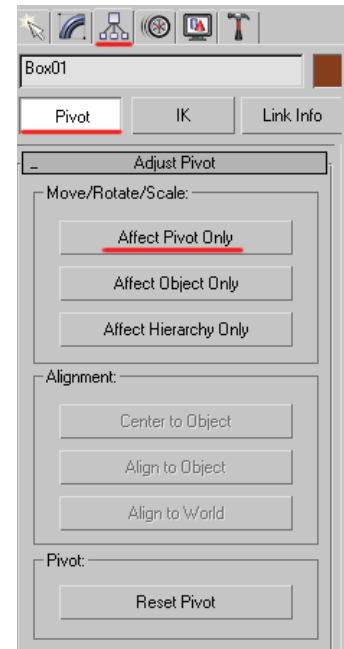 Box01
Pivot IK Link Info
- Adjust Pivot
Move/Rotate/Scale:
Affect Pivot Only
Affect Object Only
Affect Hierarchy Only
Alignment:
Center to Object
Align to Object
Align to World
Pivot:
Reset Pivot